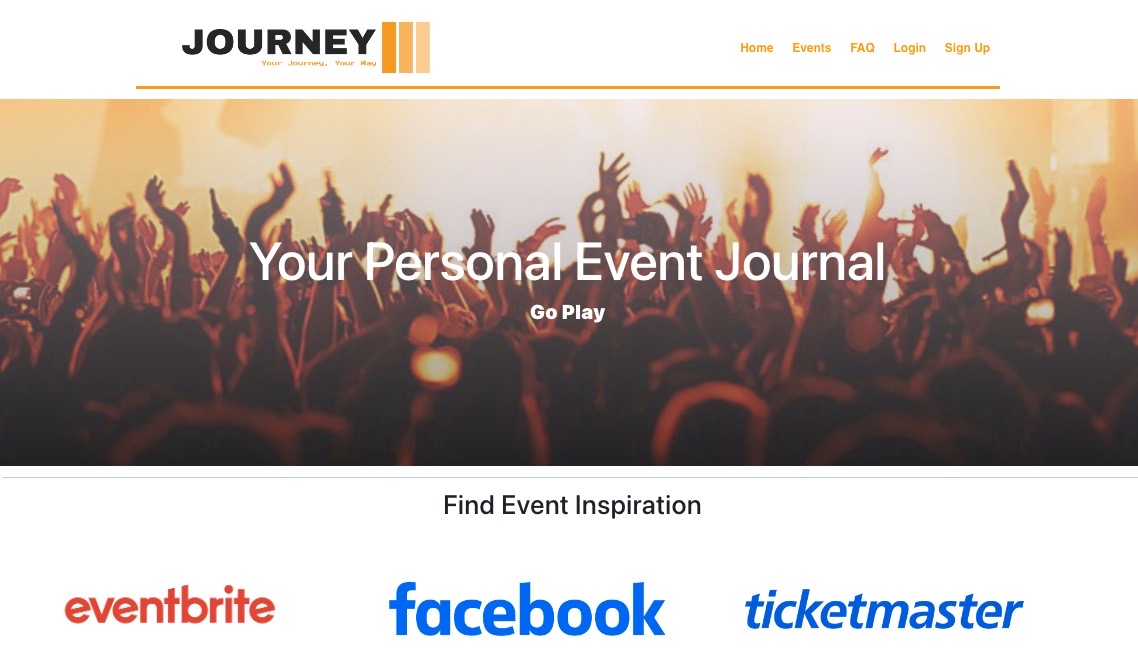 JOURNEY
Your Journey, Your Way
Home Events FAQ Login Sign Up
Your Personal Event Journal
Go Play
Find Event Inspiration
eventbrite facebook ticketmaster